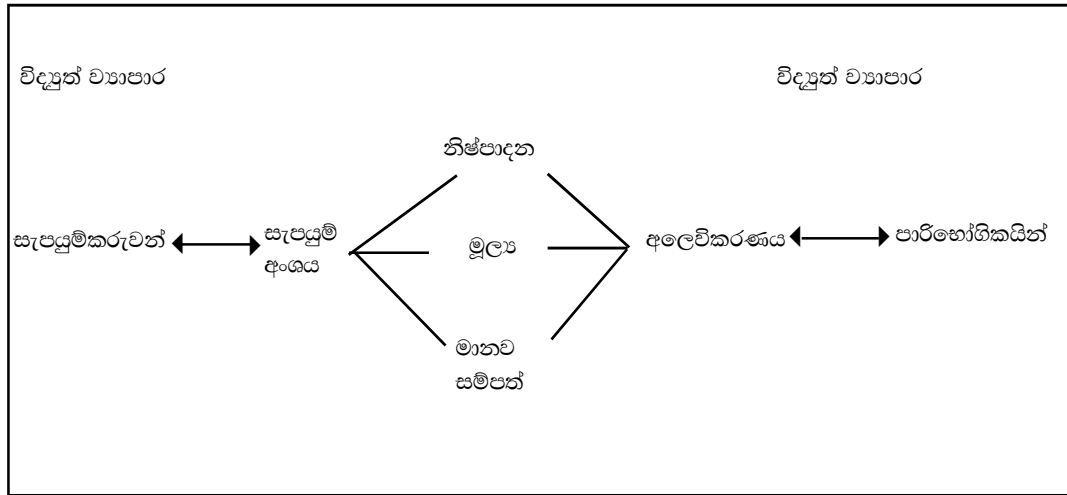 විද්‍යුත් ව්‍යාපාර
විද්‍යුත් ව්‍යාපාර
නිෂ්පාදන
සැපයුම්කරුවන්
සැපයුම්
අංශය
මූල්‍ය
අලෙවිකරණය
පාරිභෝගිකයින්
මානව
සම්පත්